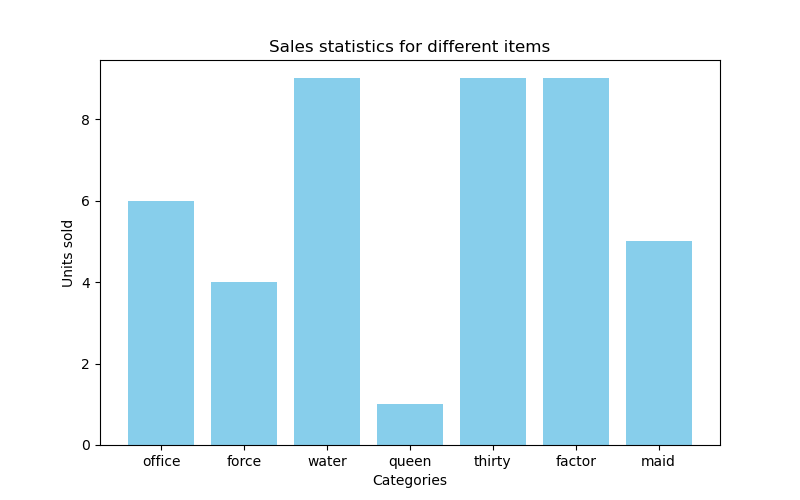 Sales statistics for different items
Units sold
8
6
4
2
0
office force water queen thirty factor maid
Categories